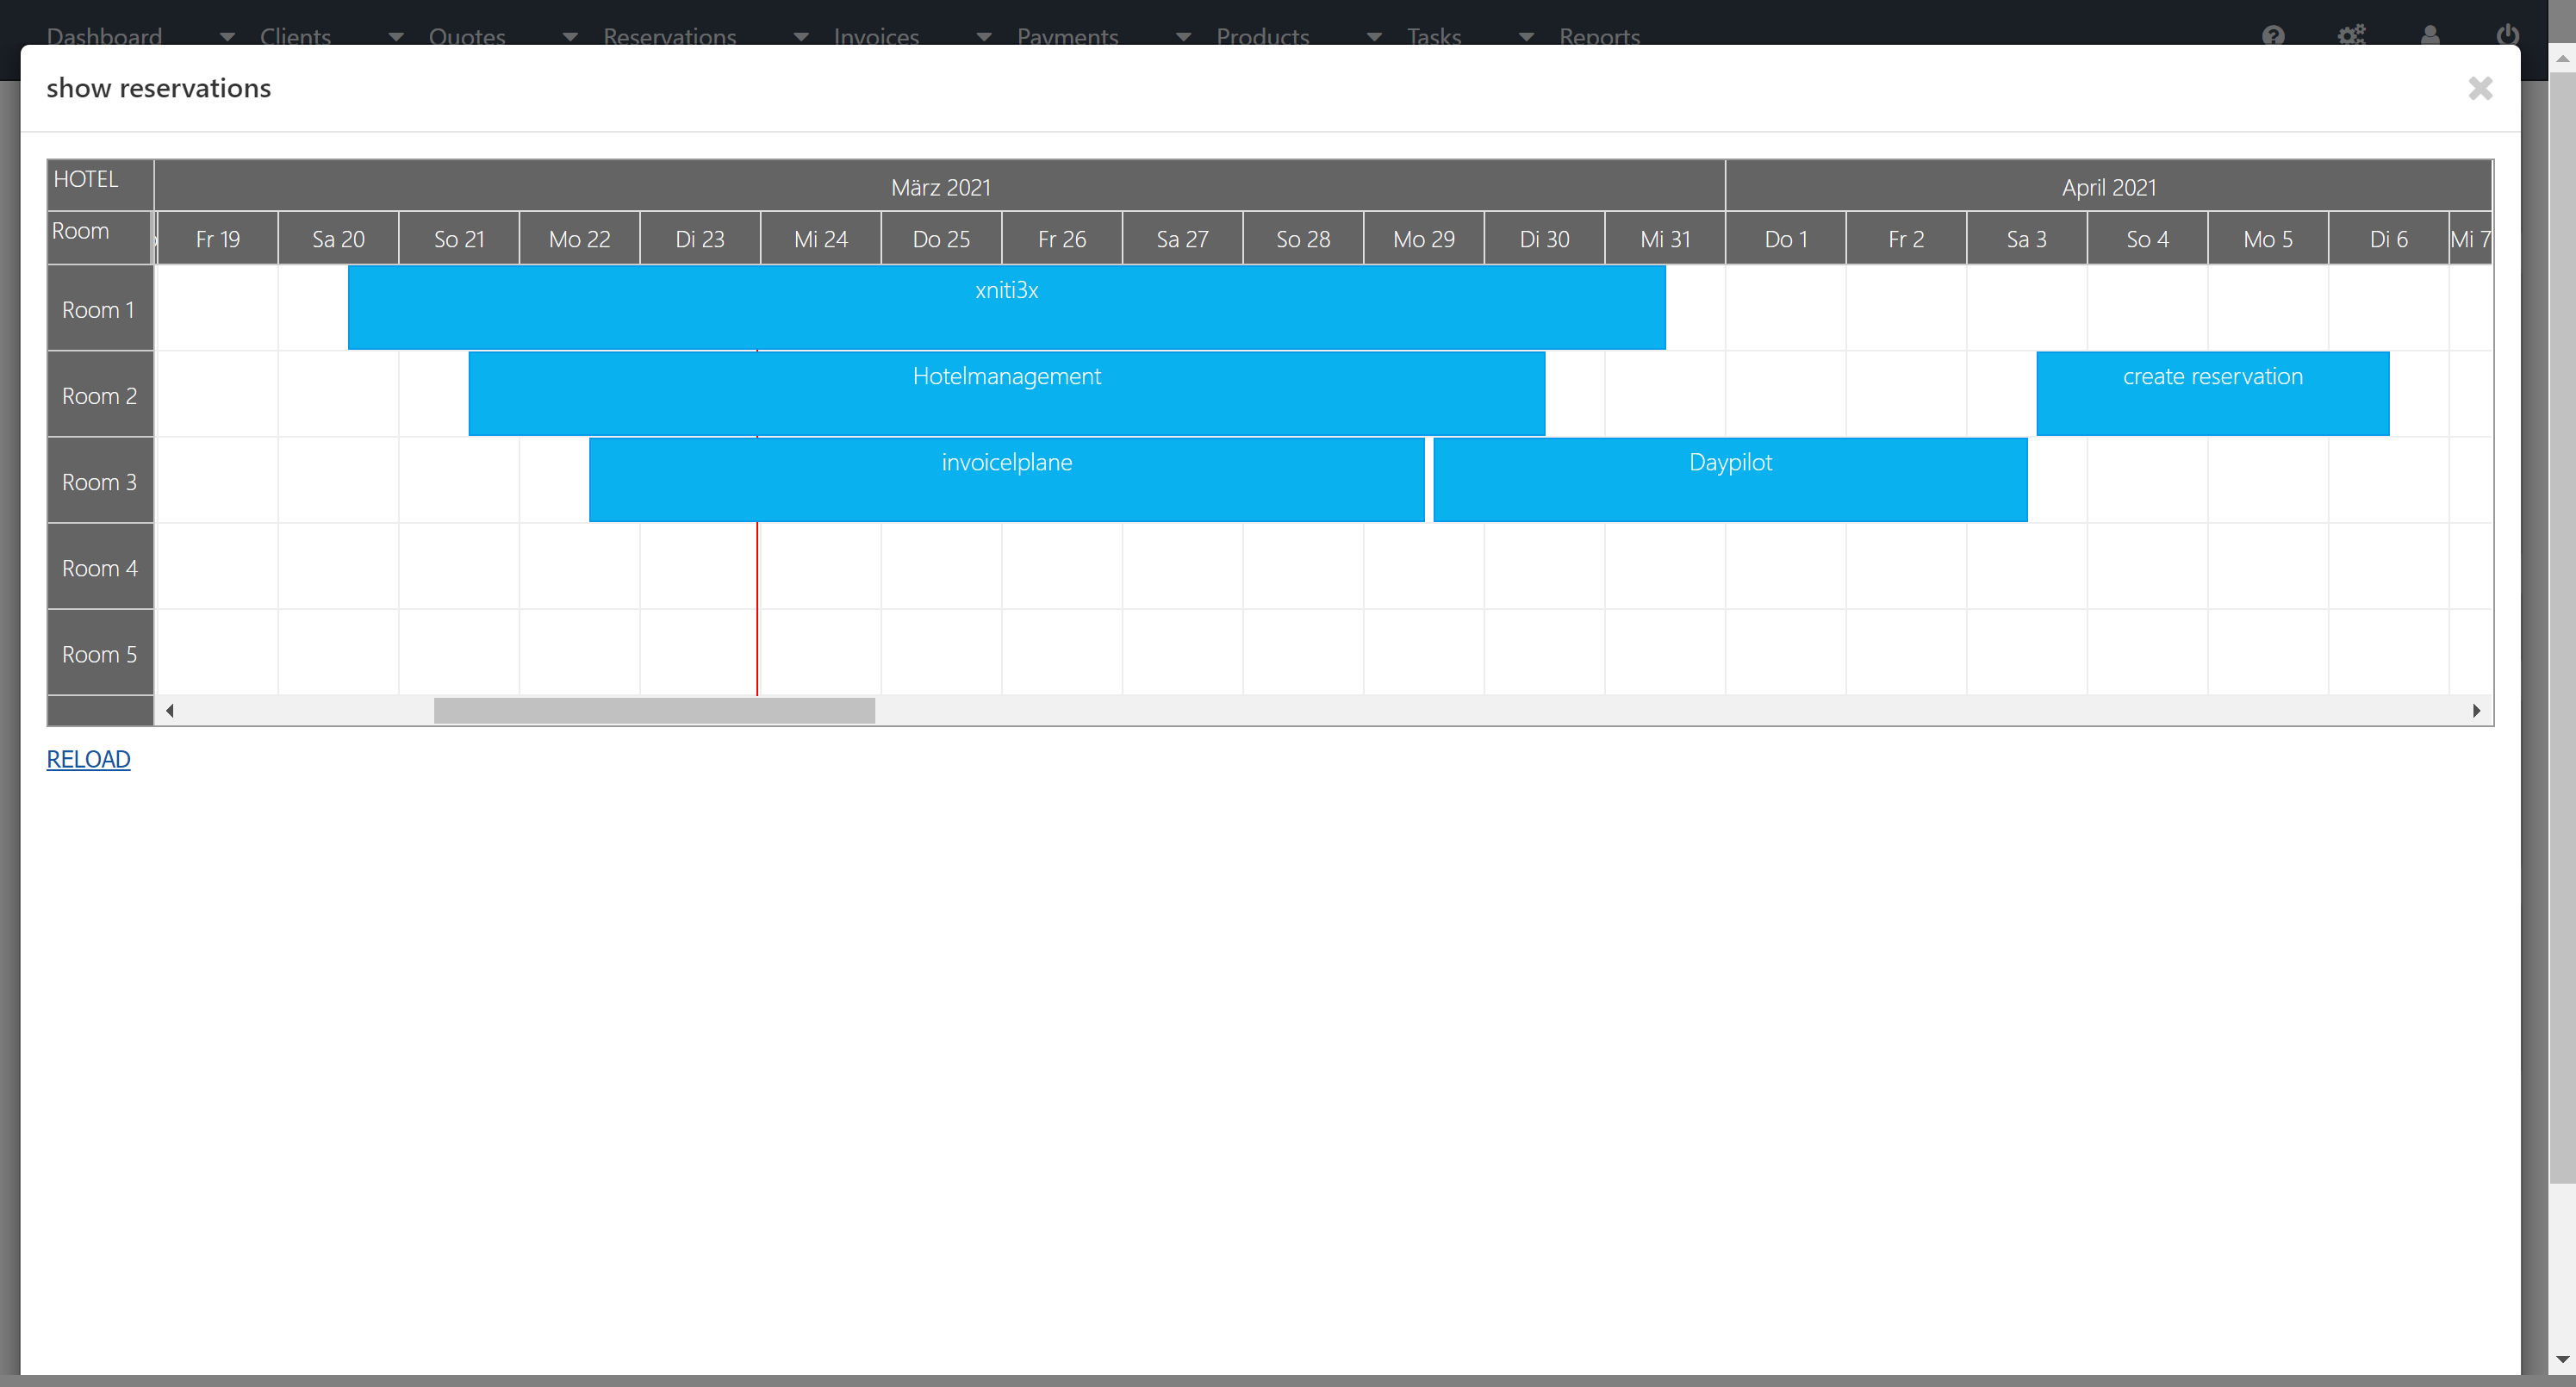 Dashboard Clients Quotes Reservations Invoices Payments Products Tasks Reports
show reservations
HOTEL März 2021 April 2021
Room Fr 19 Sa 20 So 21 Mo 22 Di 23 Mi 24 Do 25 Fr 26 Sa 27 So 28 Mo 29 Di 30 Mi 31 Do 1 Fr 2 Sa 3 So 4 Mo 5 Di 6 Mi 7
Room 1 xniti3x
Room 2 Hotelmanagement create reservation
Room 3 invoicelplane Daypilot
Room 4
Room 5
RELOAD